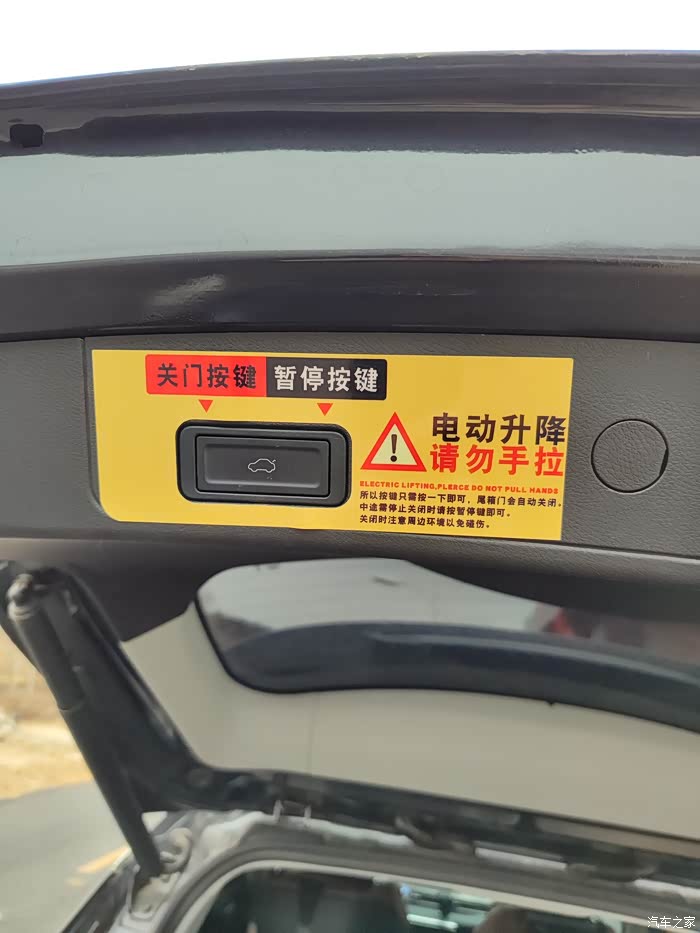 关门按键 暂停按键
电动升降
请勿手拉
ELECTRIC LIFTING,PLERCE DO NOT PULL HANDS
所以按键只需按一下即可，尾箱门会自动关闭。
中途需停止关闭时请按暂停键即可。
关闭时注意周边环境以免磕伤。
汽车之家